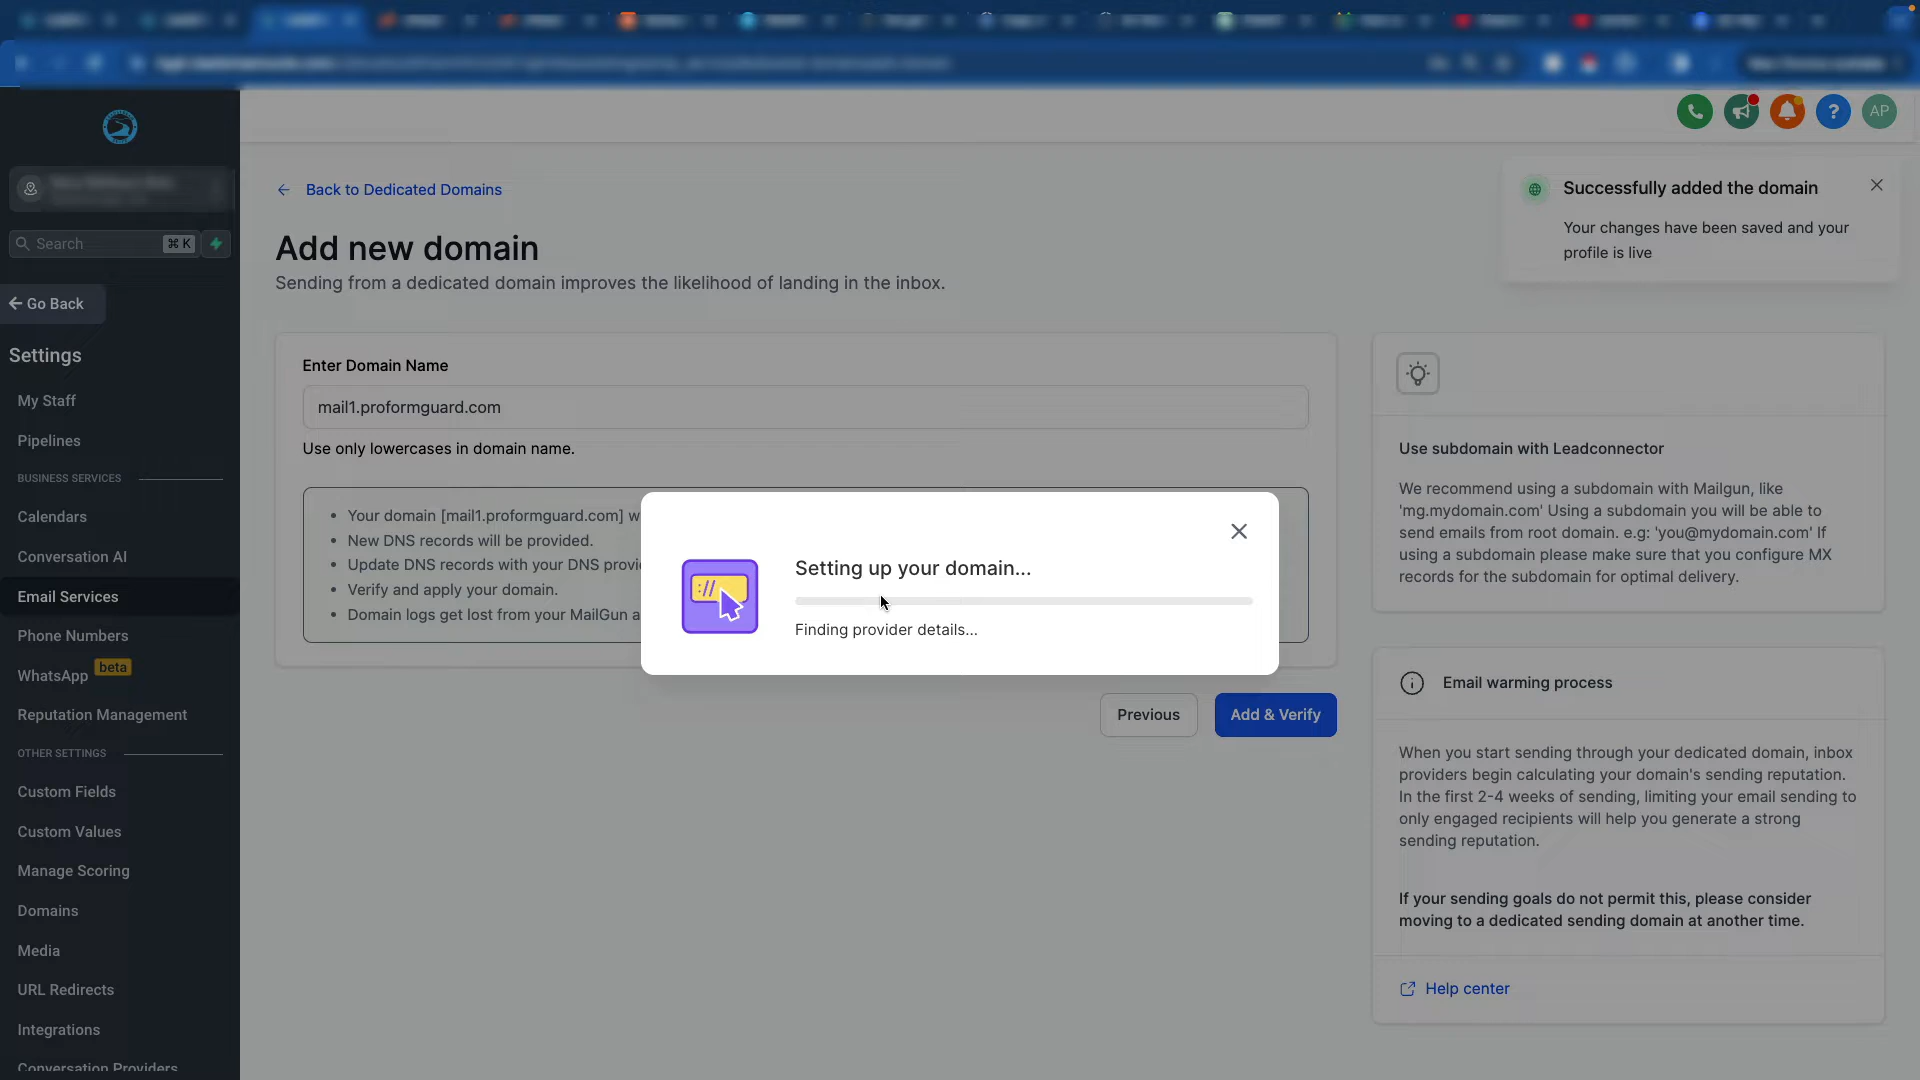 AP
Search
⌘ K
Go Back
Settings
My Staff
Pipelines
BUSINESS SERVICES
Calendars
Conversation AI
Email Services
Phone Numbers
WhatsApp beta
Reputation Management
OTHER SETTINGS
Custom Fields
Custom Values
Manage Scoring
Domains
Media
URL Redirects
Integrations
Conversation Providers
Back to Dedicated Domains
Add new domain
Sending from a dedicated domain improves the likelihood of landing in the inbox.
Enter Domain Name
mail1.proformguard.com
Use only lowercases in domain name.
Your domain [mail1.proformguard.com] w
New DNS records will be provided.
Update DNS records with your DNS provi
Verify and apply your domain.
Domain logs get lost from your MailGun a
Setting up your domain...
Finding provider details...
Previous
Add & Verify
Successfully added the domain
Your changes have been saved and your
profile is live
Use subdomain with Leadconnector
We recommend using a subdomain with Mailgun, like
'mg.mydomain.com' Using a subdomain you will be able to
send emails from root domain. e.g: 'you@mydomain.com' If
using a subdomain please make sure that you configure MX
records for the subdomain for optimal delivery.
Email warming process
When you start sending through your dedicated domain, inbox
providers begin calculating your domain's sending reputation.
In the first 2-4 weeks of sending, limiting your email sending to
only engaged recipients will help you generate a strong
sending reputation.
If your sending goals do not permit this, please consider
moving to a dedicated sending domain at another time.
Help center